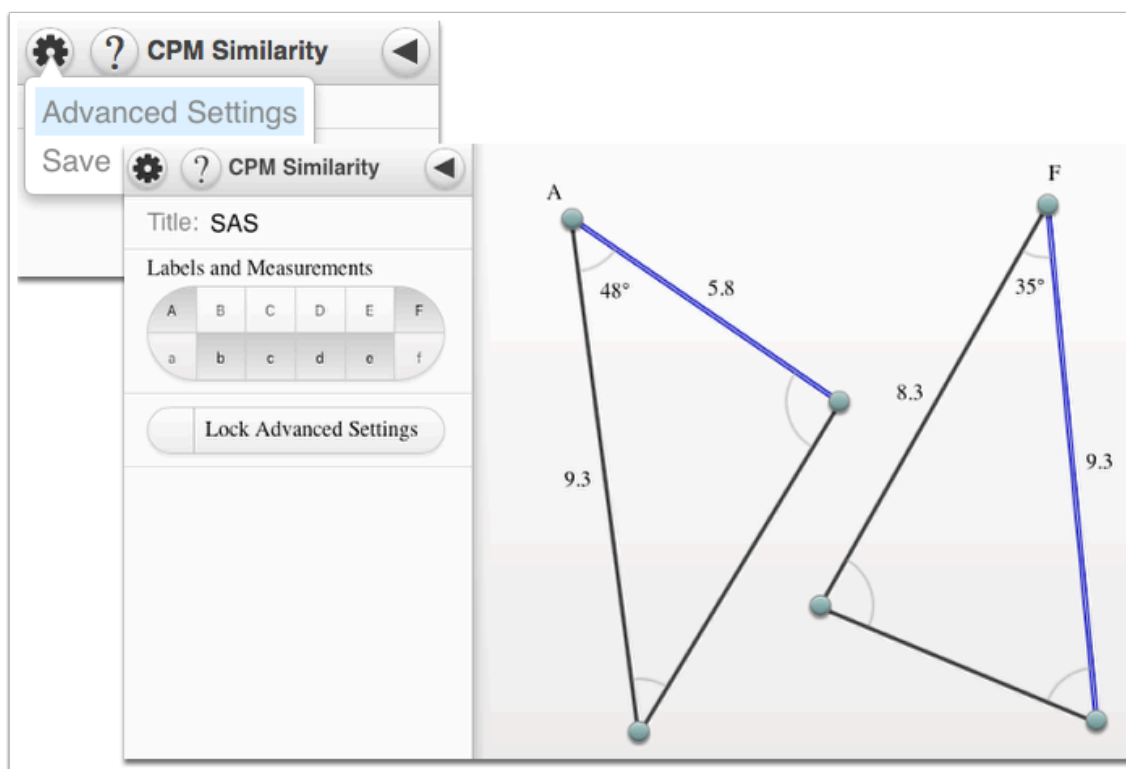 ? CPM Similarity
Advanced Settings
Save
? CPM Similarity
Title: SAS
Labels and Measurements
A B C D E F
a b c d e f
Lock Advanced Settings
A
F
48°
5.8
35°
8.3
9.3
9.3